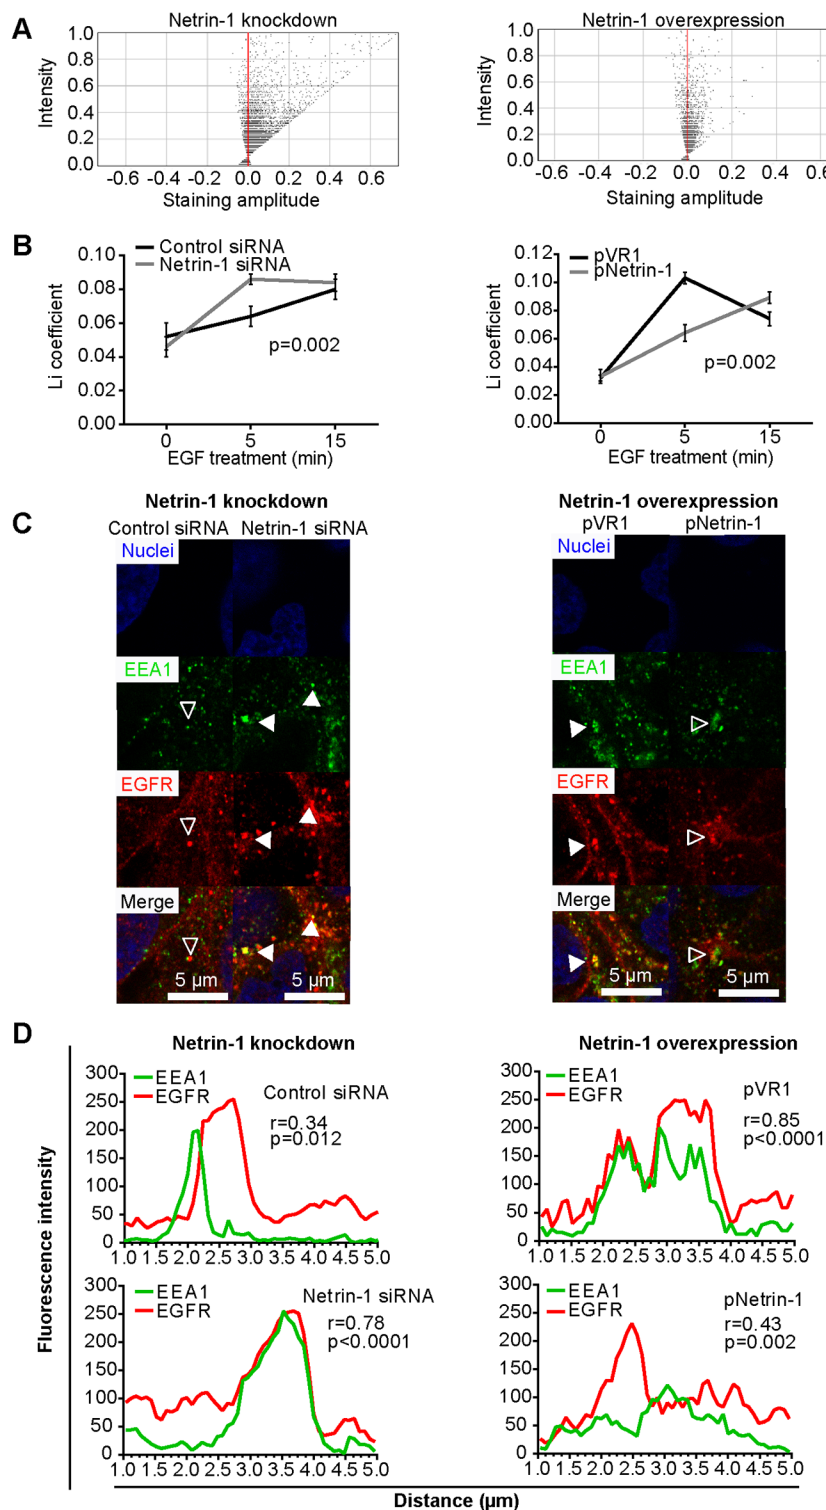 A
Netrin-1 knockdown
Netrin-1 overexpression
Intensity
1.0
0.8
0.6
0.4
0.2
0.0
-0.6 -0.4 -0.2 0.0 0.2 0.4 0.6
Staining amplitude
Intensity
1.0
0.8
0.6
0.4
0.2
0.0
-0.6 -0.4 -0.2 0.0 0.2 0.4 0.6 0.8
Staining amplitude
B
Control siRNA
Netrin-1 siRNA
Li coefficient
0.10
0.08
0.06
0.04
0.02
0.00
p=0.002
0 5 15
EGF treatment (min)
pVR1
pNetrin-1
Li coefficient
0.12
0.10
0.08
0.06
0.04
0.02
0.00
p=0.002
0 5 15
EGF treatment (min)
C
Netrin-1 knockdown
Control siRNA Netrin-1 siRNA
Nuclei
EEA1
EGFR
Merge
5 µm 5 µm
Netrin-1 overexpression
pVR1 pNetrin-1
Nuclei
EEA1
EGFR
Merge
5 µm 5 µm
D
Netrin-1 knockdown
Netrin-1 overexpression
Fluorescence intensity
300
250
200
150
100
50
0
EEA1
EGFR
Control siRNA
r=0.34
p=0.012
1.0 1.5 2.0 2.5 3.0 3.5 4.0 4.5 5.0
300
250
200
150
100
50
0
EEA1
EGFR
pVR1
r=0.85
p<0.0001
1.0 1.5 2.0 2.5 3.0 3.5 4.0 4.5 5.0
300
250
200
150
100
50
0
EEA1
EGFR
Netrin-1 siRNA
r=0.78
p<0.0001
1.0 1.5 2.0 2.5 3.0 3.5 4.0 4.5 5.0
300
250
200
150
100
50
0
EEA1
EGFR
pNetrin-1
r=0.43
p=0.002
1.0 1.5 2.0 2.5 3.0 3.5 4.0 4.5 5.0
Distance (µm)